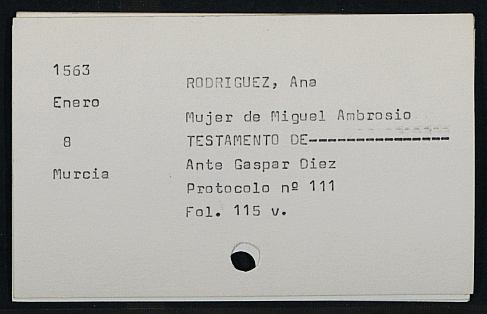 1563
RODRIGUEZ, Ana
Enero
Mujer de Miguel Ambrosio
8
TESTAMENTO DE---------------
Murcia
Ante Gaspar Diez
Protocolo nº 111
Fol. 115 v.